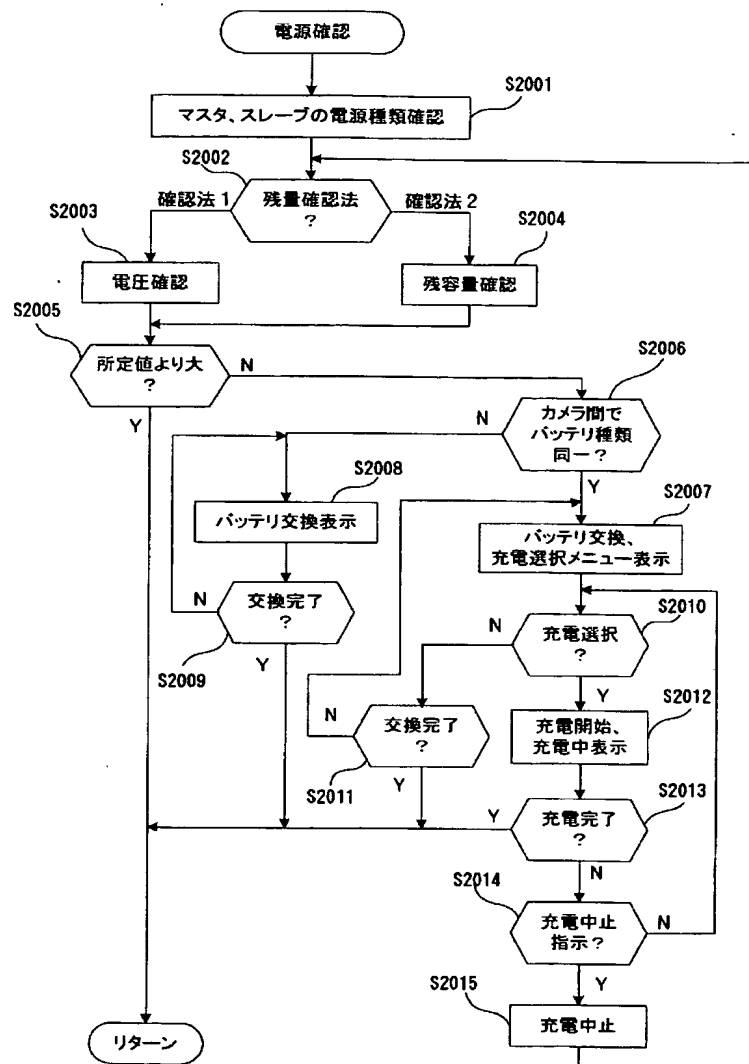 電源確認
S2001
マスタ、スレーブの電源種類確認
S2002
残量確認法
?
確認法1
確認法2
S2003
電圧確認
S2004
残容量確認
S2005
所定値より大
?
N
Y
S2006
カメラ間で
バッテリ種類
同一?
N
Y
S2008
バッテリ交換表示
S2007
バッテリ交換、
充電選択メニュー表示
N
交換完了
?
Y
S2009
S2010
充電選択
?
N
Y
S2012
充電開始、
充電中表示
N
交換完了
?
Y
S2011
S2013
充電完了
?
Y
N
S2014
充電中止
指示?
N
Y
S2015
充電中止
リターン